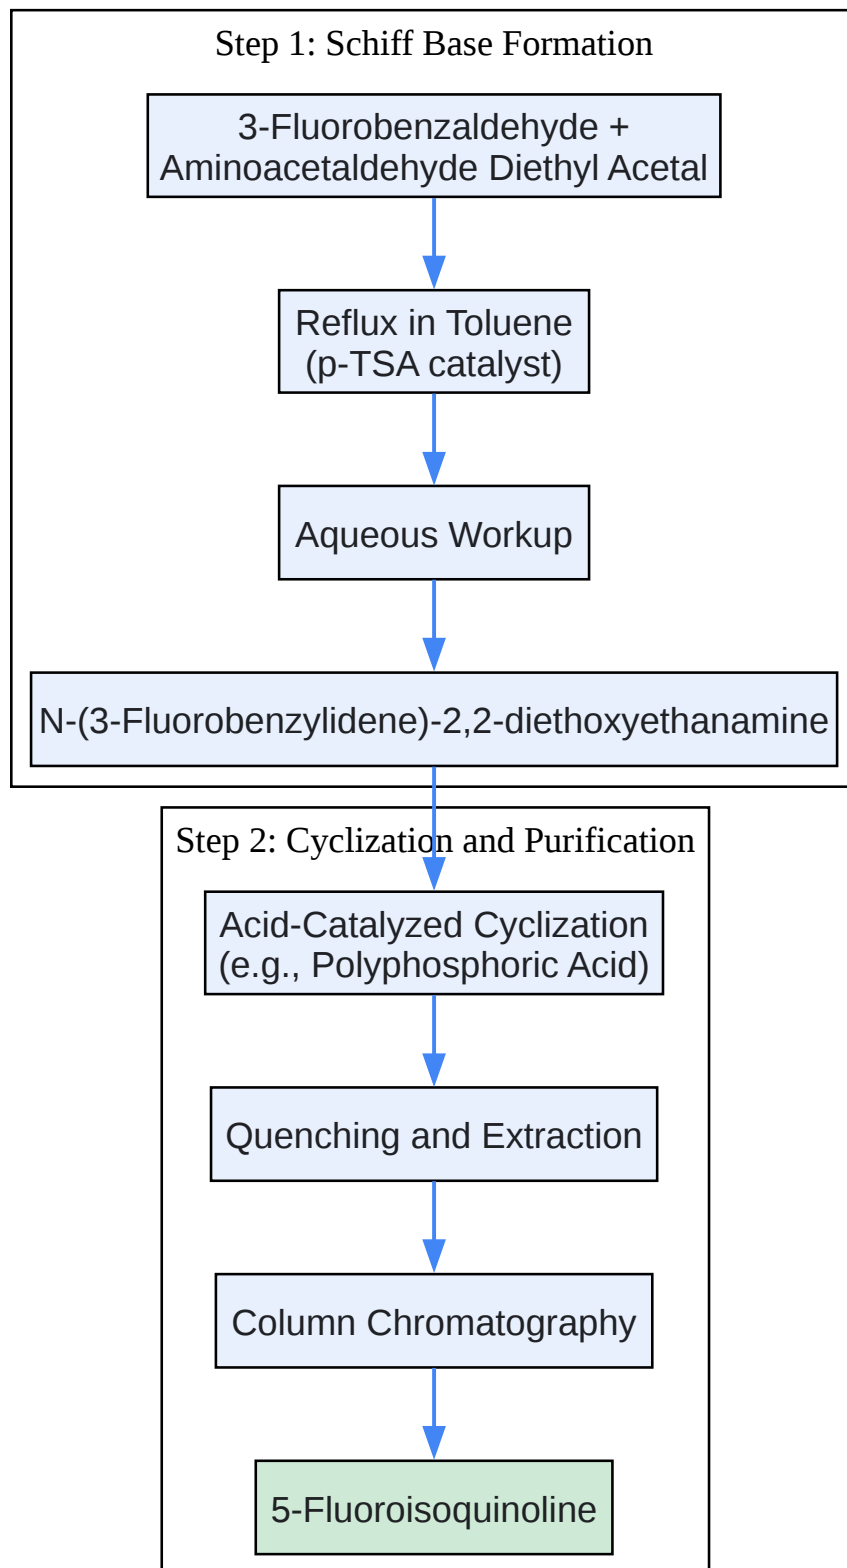 Step 1: Schiff Base Formation
3-Fluorobenzaldehyde +
Aminoacetaldehyde Diethyl Acetal
Reflux in Toluene
(p-TSA catalyst)
Aqueous Workup
N-(3-Fluorobenzylidene)-2,2-diethoxyethanamine
Step 2: Cyclization and Purification
Acid-Catalyzed Cyclization
(e.g., Polyphosphoric Acid)
Quenching and Extraction
Column Chromatography
5-Fluoroisoquinoline